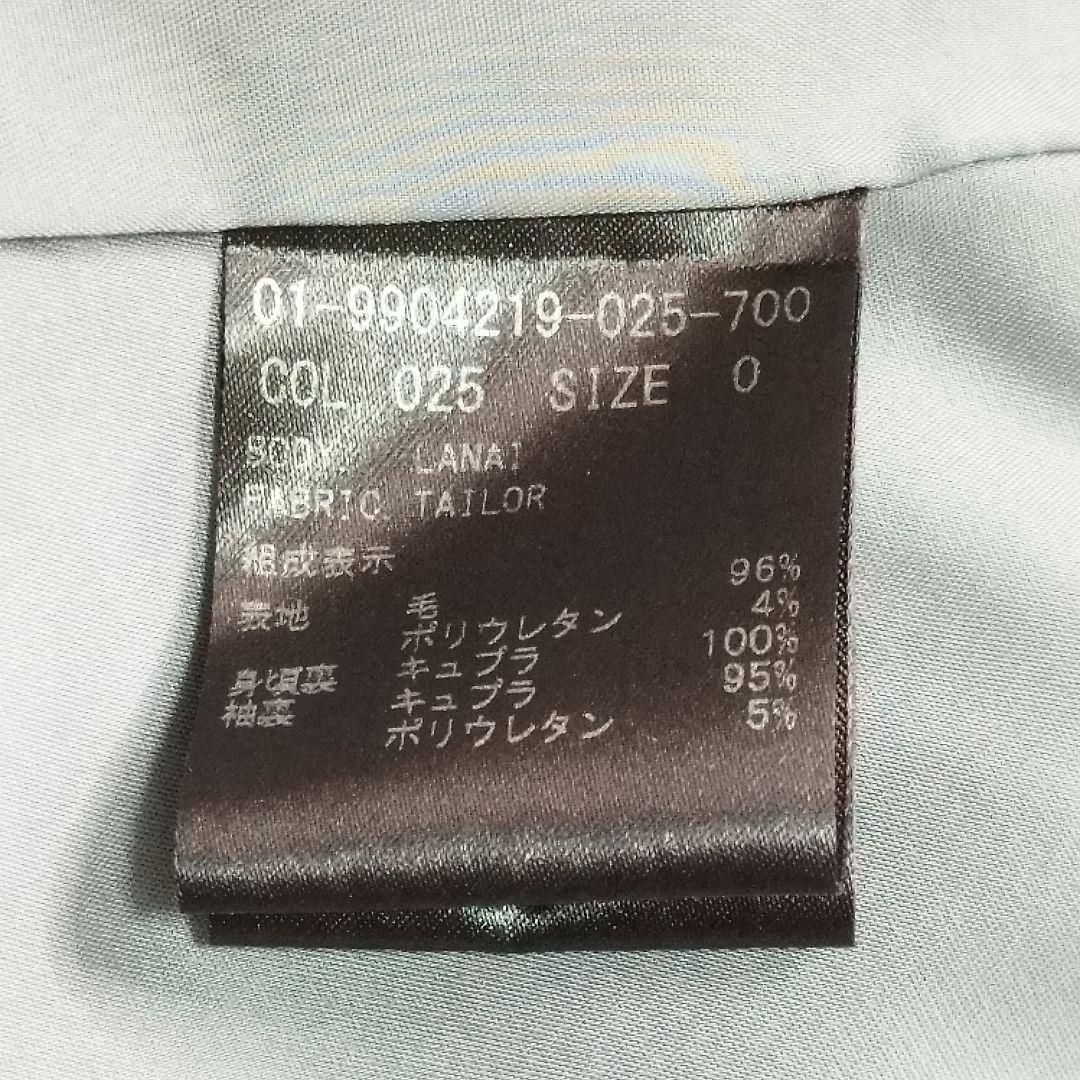 01-9904219-025-700
COL. 025 SIZE 0
BODY LANAI
FABRIC TAILOR
組成表示
表地 毛 96%
ポリウレタン 4%
身頃裏 キュプラ 100%
袖裏 キュプラ 95%
ポリウレタン 5%